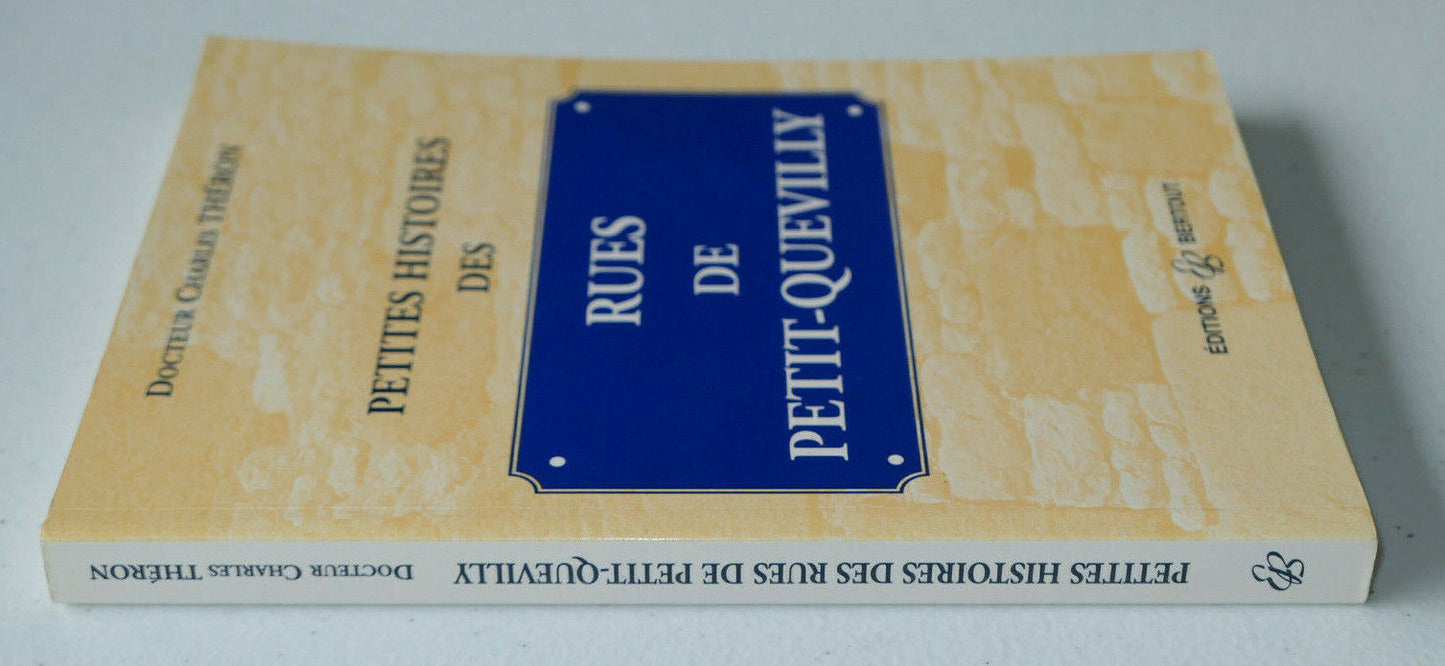 DOCTEUR CHARLES THÉRON
PETITES HISTOIRES
DES
RUES
DE
PETIT-QUEVILLY
ÉDITIONS BERTOUT
DOCTEUR CHARLES THÉRON PETITES HISTOIRES DES RUES DE PETIT-QUEVILLY